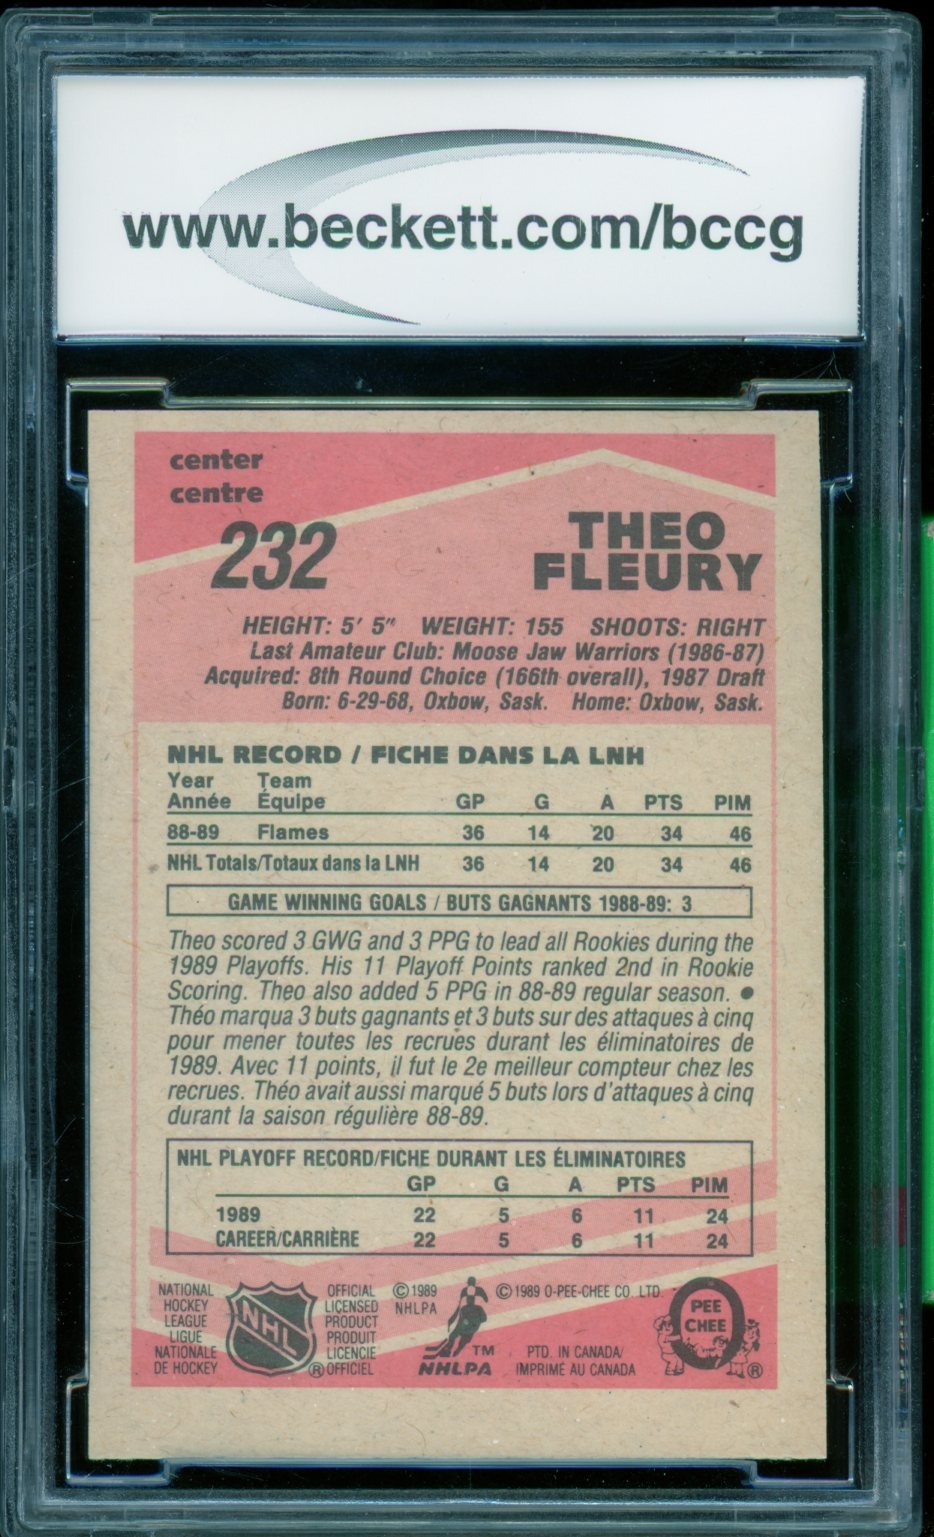 www.beckett.com/bccg
center
centre
232
THEO
FLEURY
HEIGHT: 5' 5" WEIGHT: 155 SHOOTS: RIGHT
Last Amateur Club: Moose Jaw Warriors (1986-87)
Acquired: 8th Round Choice (166th overall), 1987 Draft
Born: 6-29-68, Oxbow, Sask. Home: Oxbow, Sask.
NHL RECORD / FICHE DANS LA LNH
Year Team
Année Équipe GP G A PTS PIM
88-89 Flames 36 14 20 34 46
NHL Totals/Totaux dans la LNH 36 14 20 34 46
GAME WINNING GOALS / BUTS GAGNANTS 1988-89: 3
Theo scored 3 GWG and 3 PPG to lead all Rookies during the
1989 Playoffs. His 11 Playoff Points ranked 2nd in Rookie
Scoring. Theo also added 5 PPG in 88-89 regular season. •
Théo marqua 3 buts gagnants et 3 buts sur des attaques à cinq
pour mener toutes les recrues durant les éliminatoires de
1989. Avec 11 points, il fut le 2e meilleur compteur chez les
recrues. Théo avait aussi marqué 5 buts lors d'attaques à cinq
durant la saison régulière 88-89.
NHL PLAYOFF RECORD/FICHE DURANT LES ÉLIMINATOIRES
GP G A PTS PIM
1989 22 5 6 11 24
CAREER/CARRIÈRE 22 5 6 11 24
NATIONAL
HOCKEY
LEAGUE
LIGUE
NATIONALE
DE HOCKEY
NHL
OFFICIAL
LICENSED
PRODUCT
PRODUIT
LICENCIE
® OFFICIEL
© 1989
NHLPA
TM
NHLPA
© 1989 O-PEE-CHEE CO. LTD.
PTD. IN CANADA/
IMPRIMÉ AU CANADA
O
PEE
CHEE
®